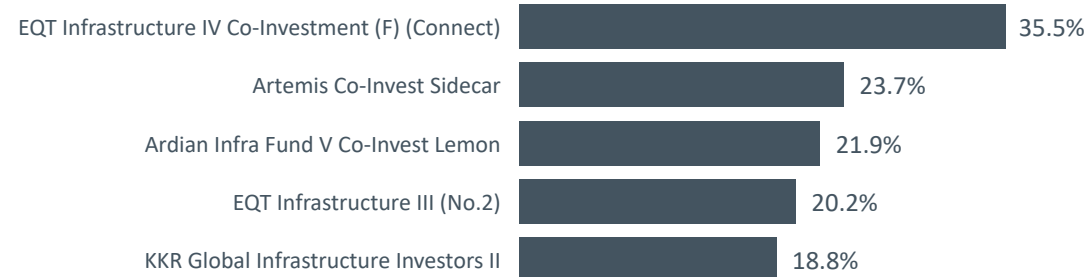 EQT Infrastructure IV Co-Investment (F) (Connect) 35.5%
Artemis Co-Invest Sidecar 23.7%
Ardian Infra Fund V Co-Invest Lemon 21.9%
EQT Infrastructure III (No.2) 20.2%
KKR Global Infrastructure Investors II 18.8%